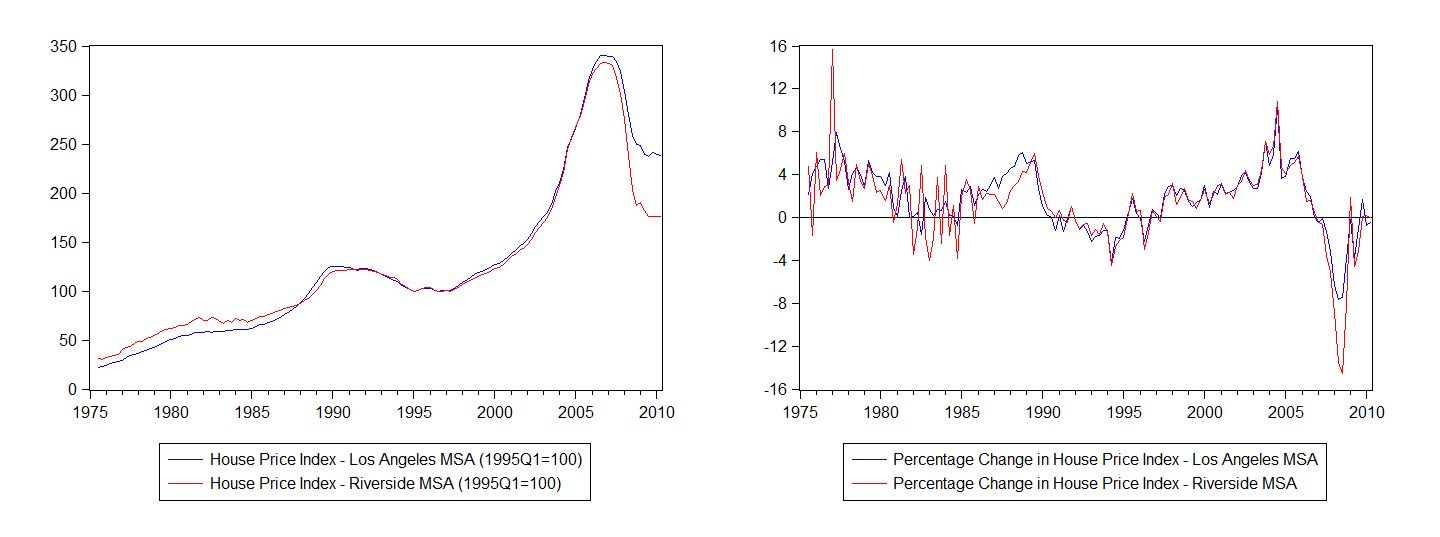 350
300
250
200
150
100
50
0
1975 1980 1985 1990 1995 2000 2005 2010
House Price Index - Los Angeles MSA (1995Q1=100)
House Price Index - Riverside MSA (1995Q1=100)
16
12
8
4
0
-4
-8
-12
-16
1975 1980 1985 1990 1995 2000 2005 2010
Percentage Change in House Price Index - Los Angeles MSA
Percentage Change in House Price Index - Riverside MSA